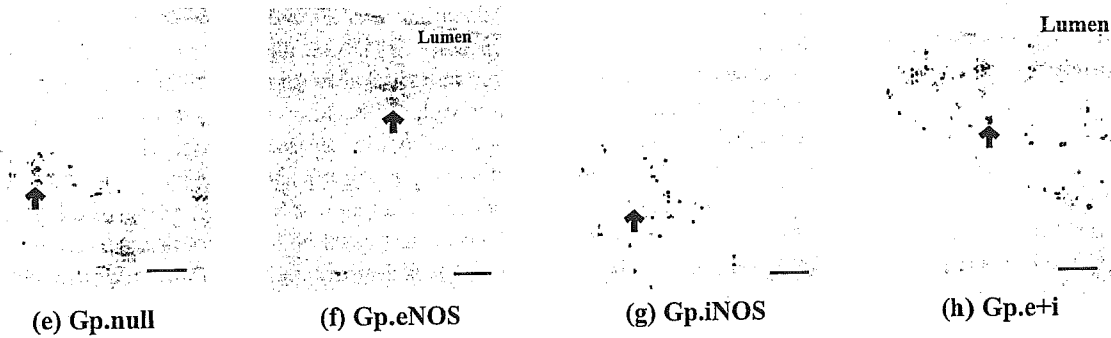 Lumen
Lumen
(e) Gp.null
(f) Gp.eNOS
(g) Gp.iNOS
(h) Gp.e+i